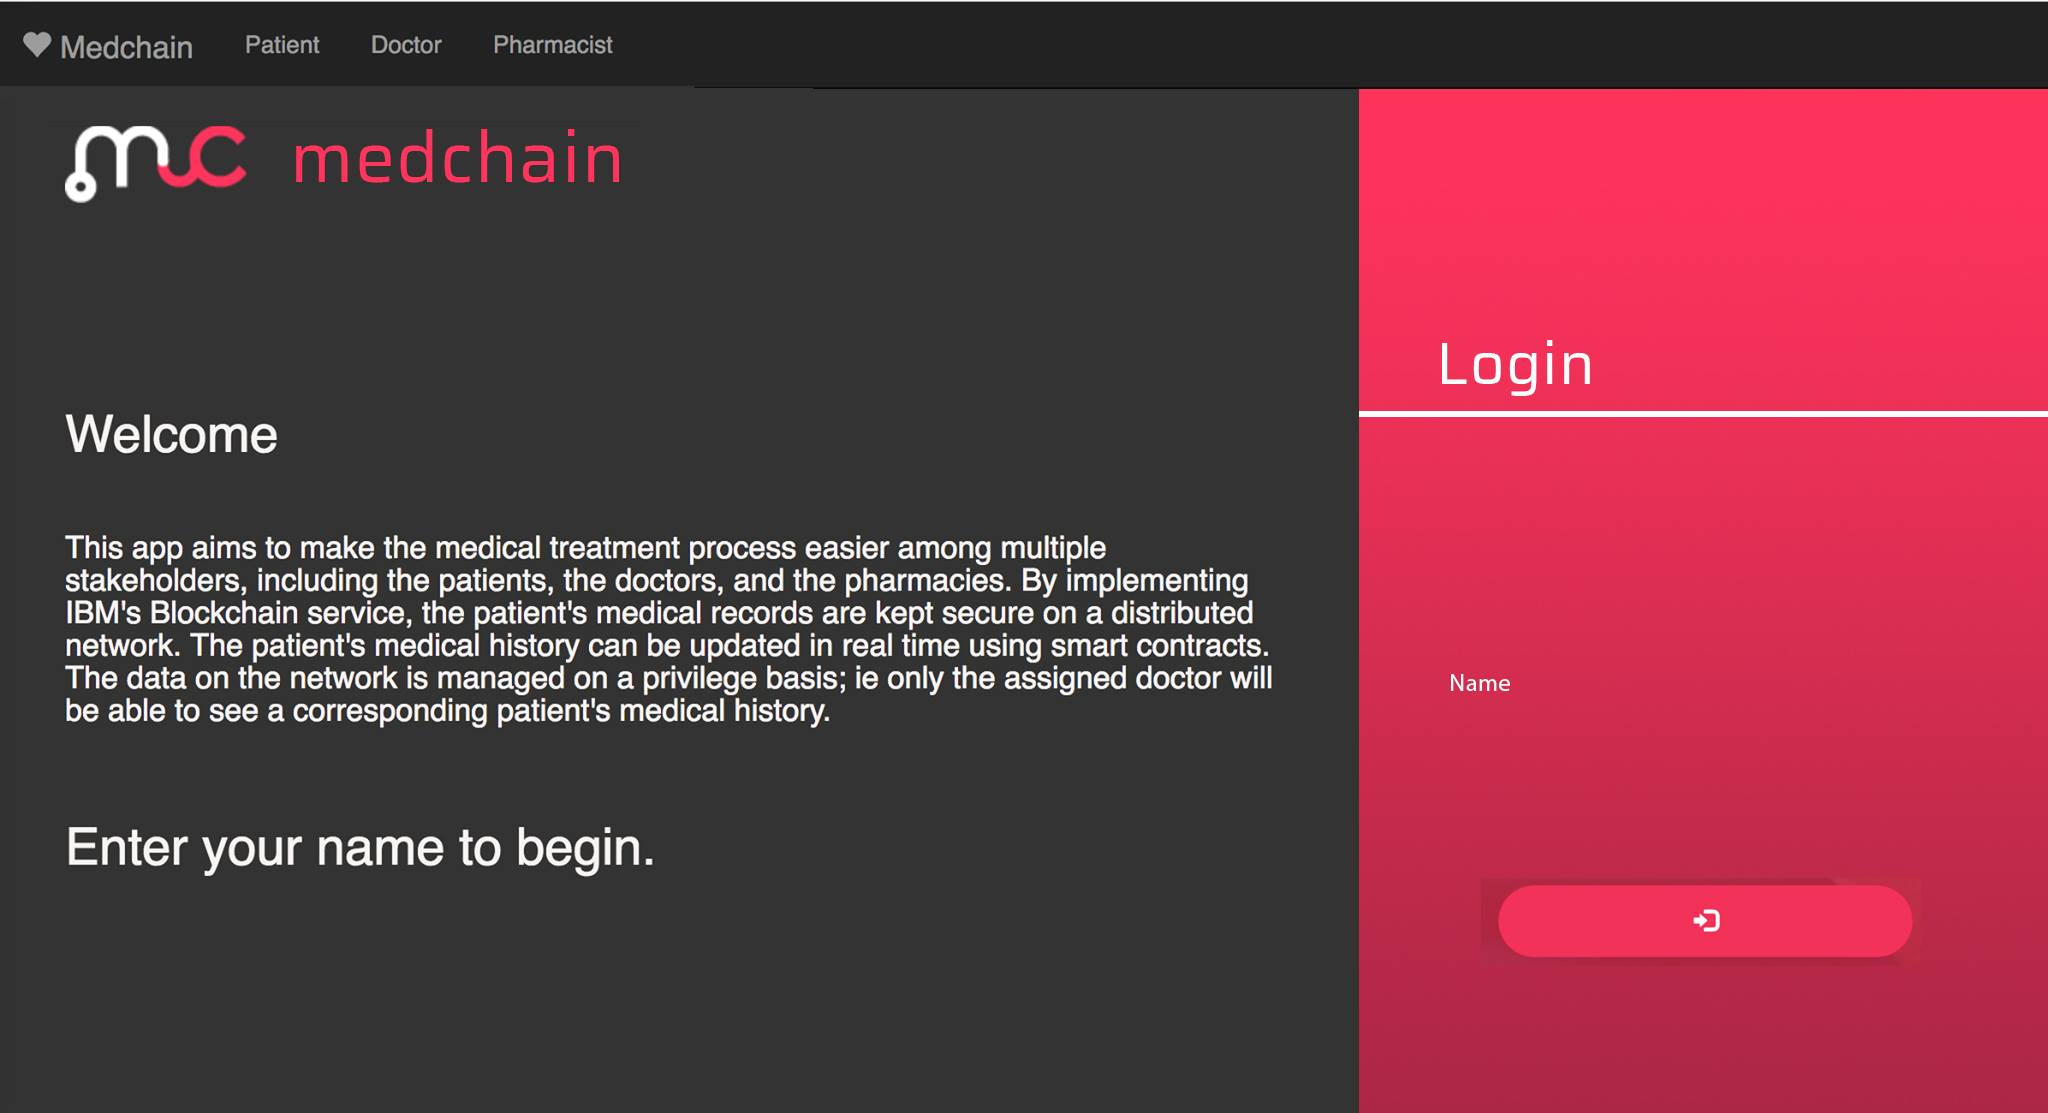 Medchain Patient Doctor Pharmacist
mc medchain
Login
Welcome
This app aims to make the medical treatment process easier among multiple
stakeholders, including the patients, the doctors, and the pharmacies. By implementing
IBM's Blockchain service, the patient's medical records are kept secure on a distributed
network. The patient's medical history can be updated in real time using smart contracts.
The data on the network is managed on a privilege basis; ie only the assigned doctor will
be able to see a corresponding patient's medical history.
Name
Enter your name to begin.